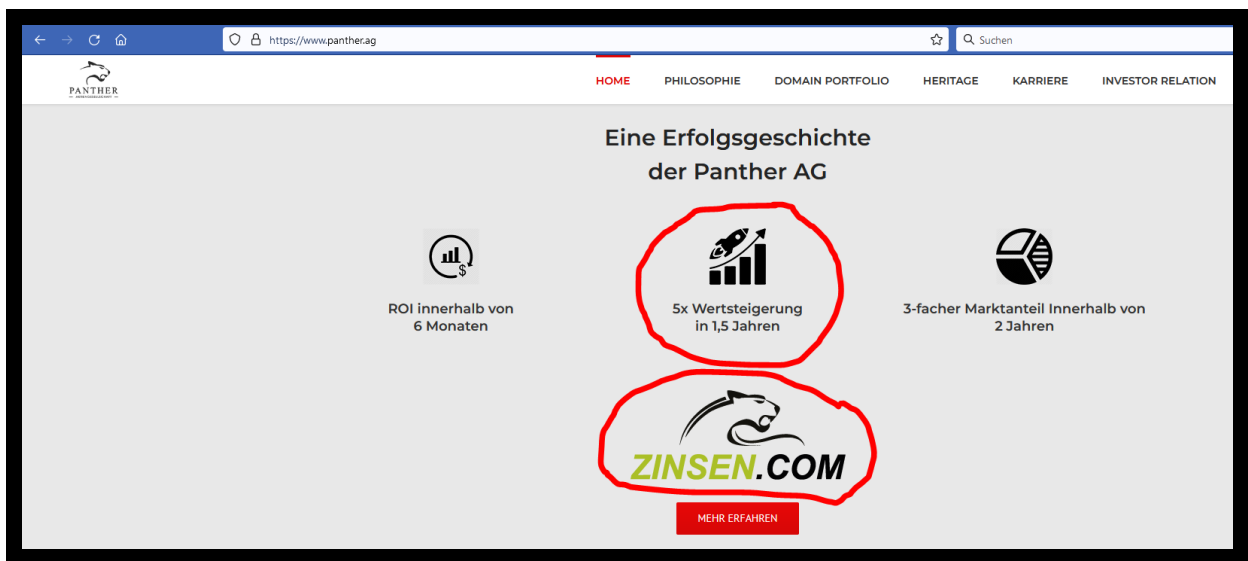 https://www.panther.ag
Suchen
PANTHER
HOME PHILOSOPHIE DOMAIN PORTFOLIO HERITAGE KARRIERE INVESTOR RELATION
Eine Erfolgsgeschichte
der Panther AG
$
ROI innerhalb von
6 Monaten
5x Wertsteigerung
in 1,5 Jahren
3-facher Marktanteil Innerhalb von
2 Jahren
ZINSEN.COM
MEHR ERFAHREN